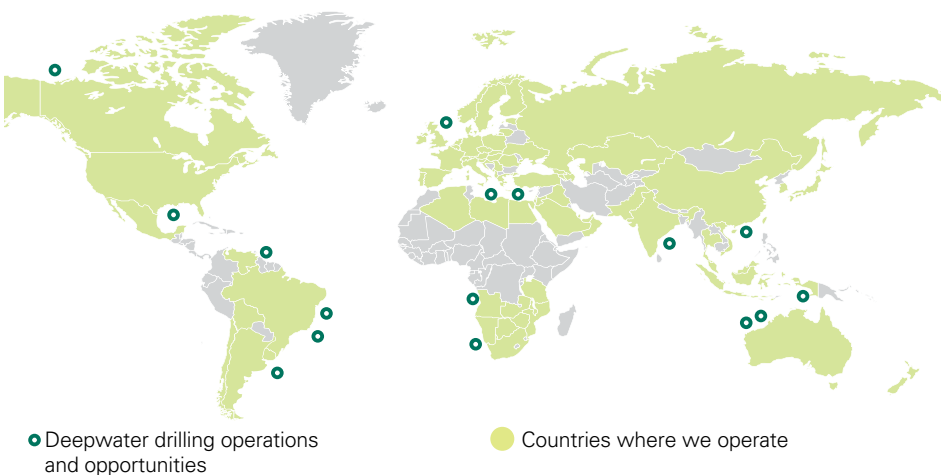 Deepwater drilling operations
and opportunities
Countries where we operate